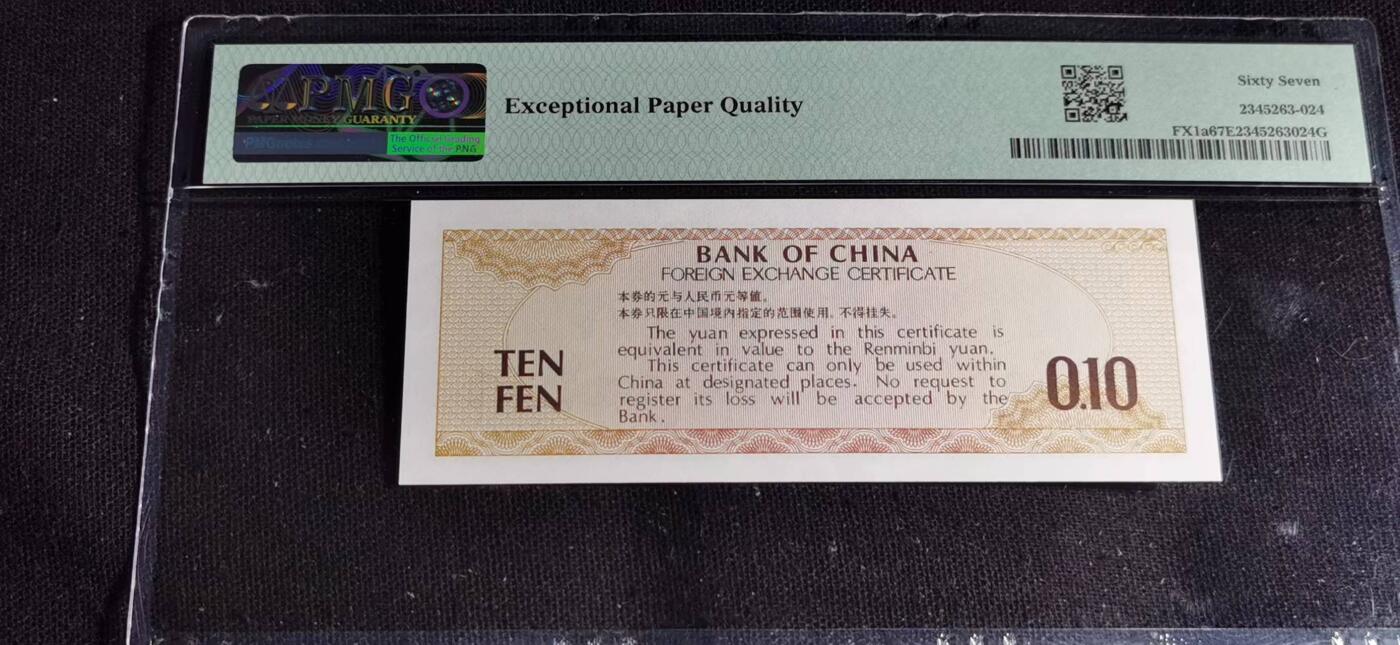 PMG
PAPER MONEY GUARANTY
The Official Grading
Service of the PNG
Exceptional Paper Quality
Sixty Seven
2345263-024
FX1a67E2345263024G
BANK OF CHINA
FOREIGN EXCHANGE CERTIFICATE
本券的元与人民币元等值。
本券只限在中国境内指定的范围使用，不得挂失。
The yuan expressed in this certificate is
equivalent in value to the Renminbi yuan.
This certificate can only be used within
China at designated places. No request to
register its loss will be accepted by the
Bank.
TEN
FEN
0.10